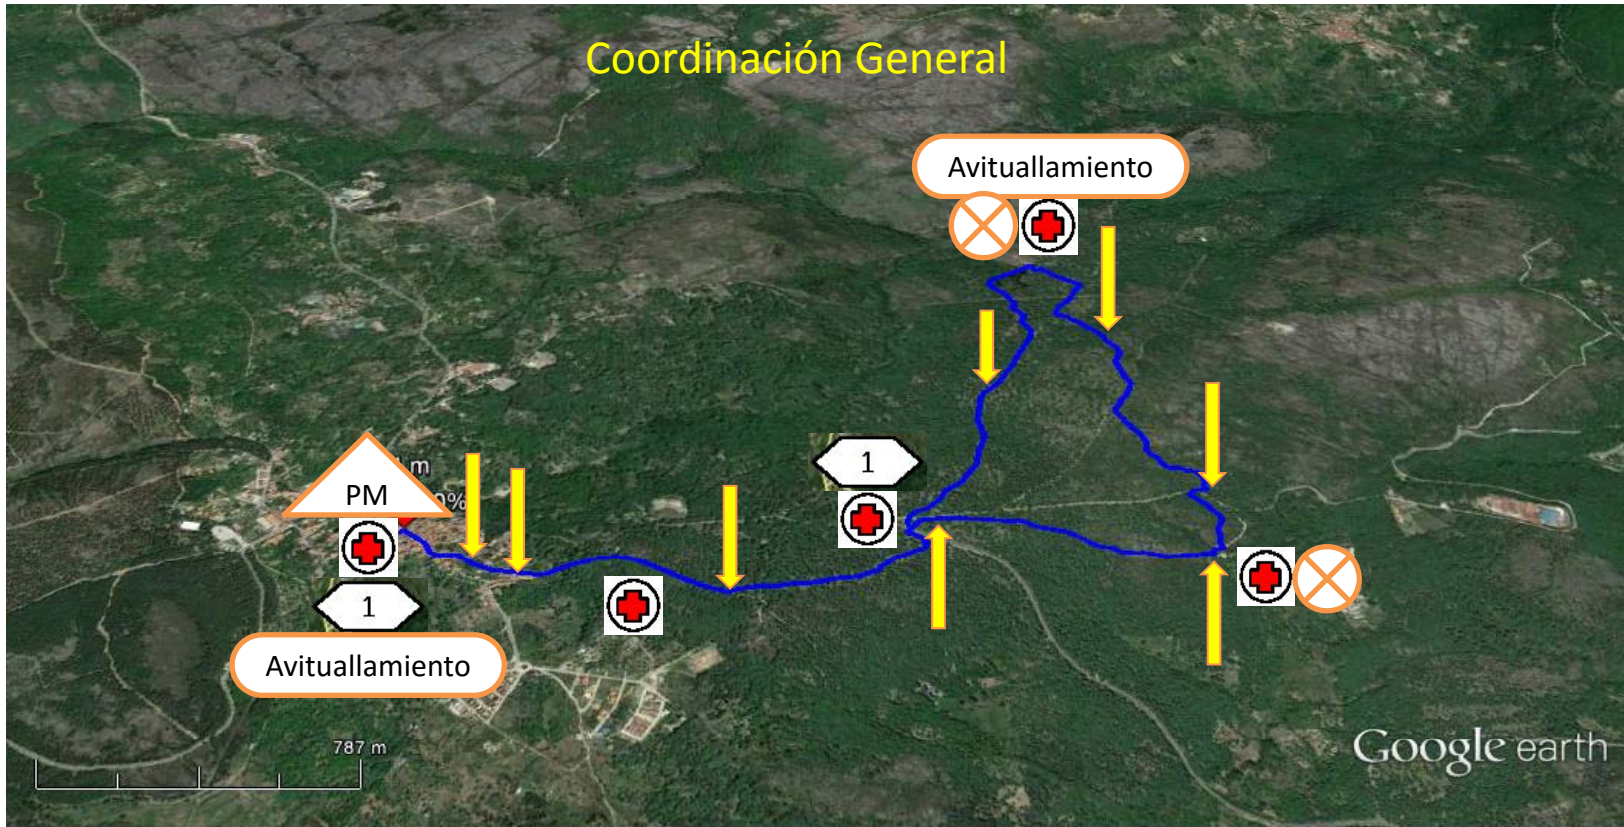 Coordinación General
Avituallamiento
1
m
PM
%
1
Avituallamiento
787 m
Google earth